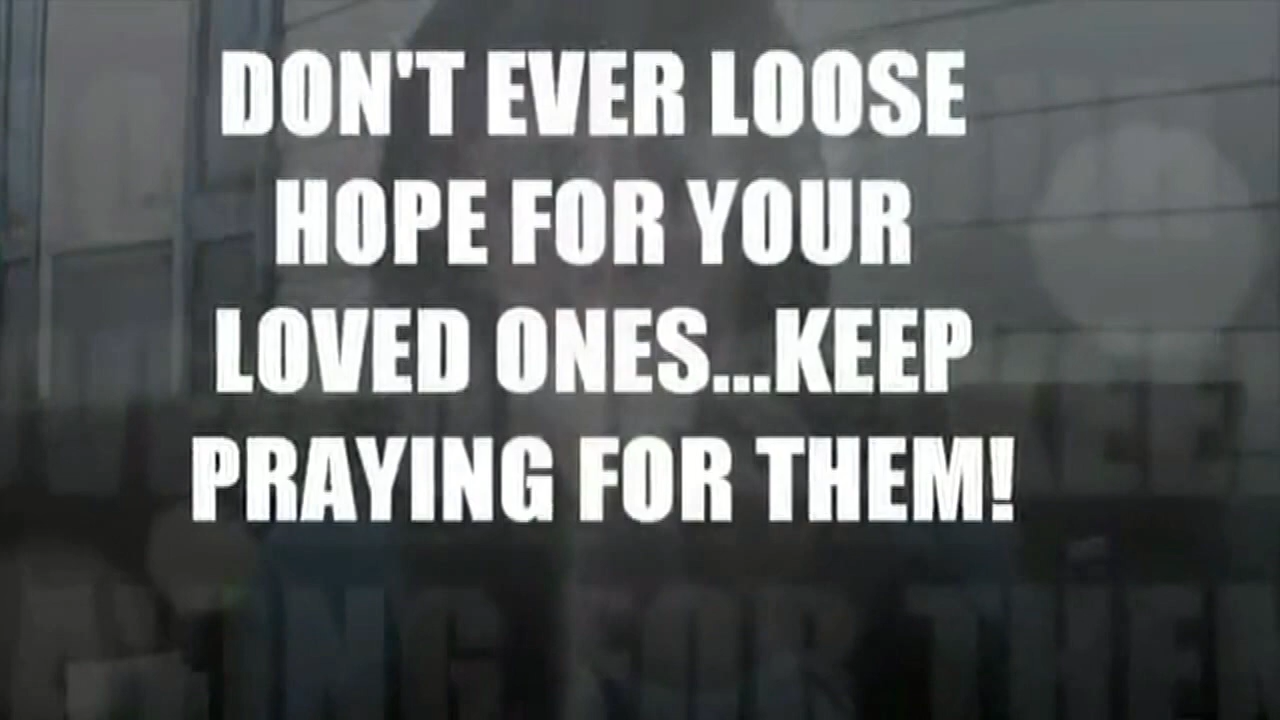 DON'T EVER LOOSE
HOPE FOR YOUR
LOVED ONES...KEEP
PRAYING FOR THEM!